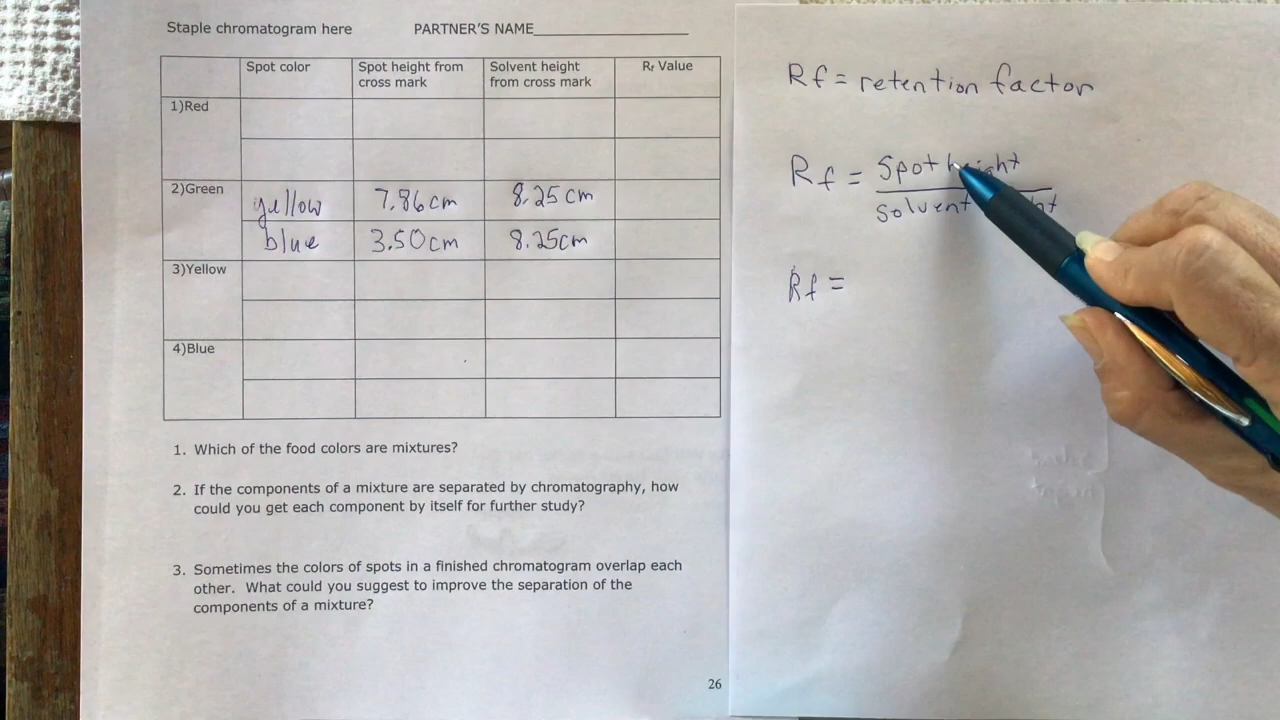 Staple chromatogram here PARTNER'S NAME
Spot color Spot height from cross mark Solvent height from cross mark Rf Value
1)Red
2)Green yellow 7.86cm 8.25cm
blue 3.50cm 8.25cm
3)Yellow
4)Blue
1. Which of the food colors are mixtures?
2. If the components of a mixture are separated by chromatography, how
could you get each component by itself for further study?
3. Sometimes the colors of spots in a finished chromatogram overlap each
other. What could you suggest to improve the separation of the
components of a mixture?
26
Rf = retention factor
Rf = Spot height
solvent
Rf =